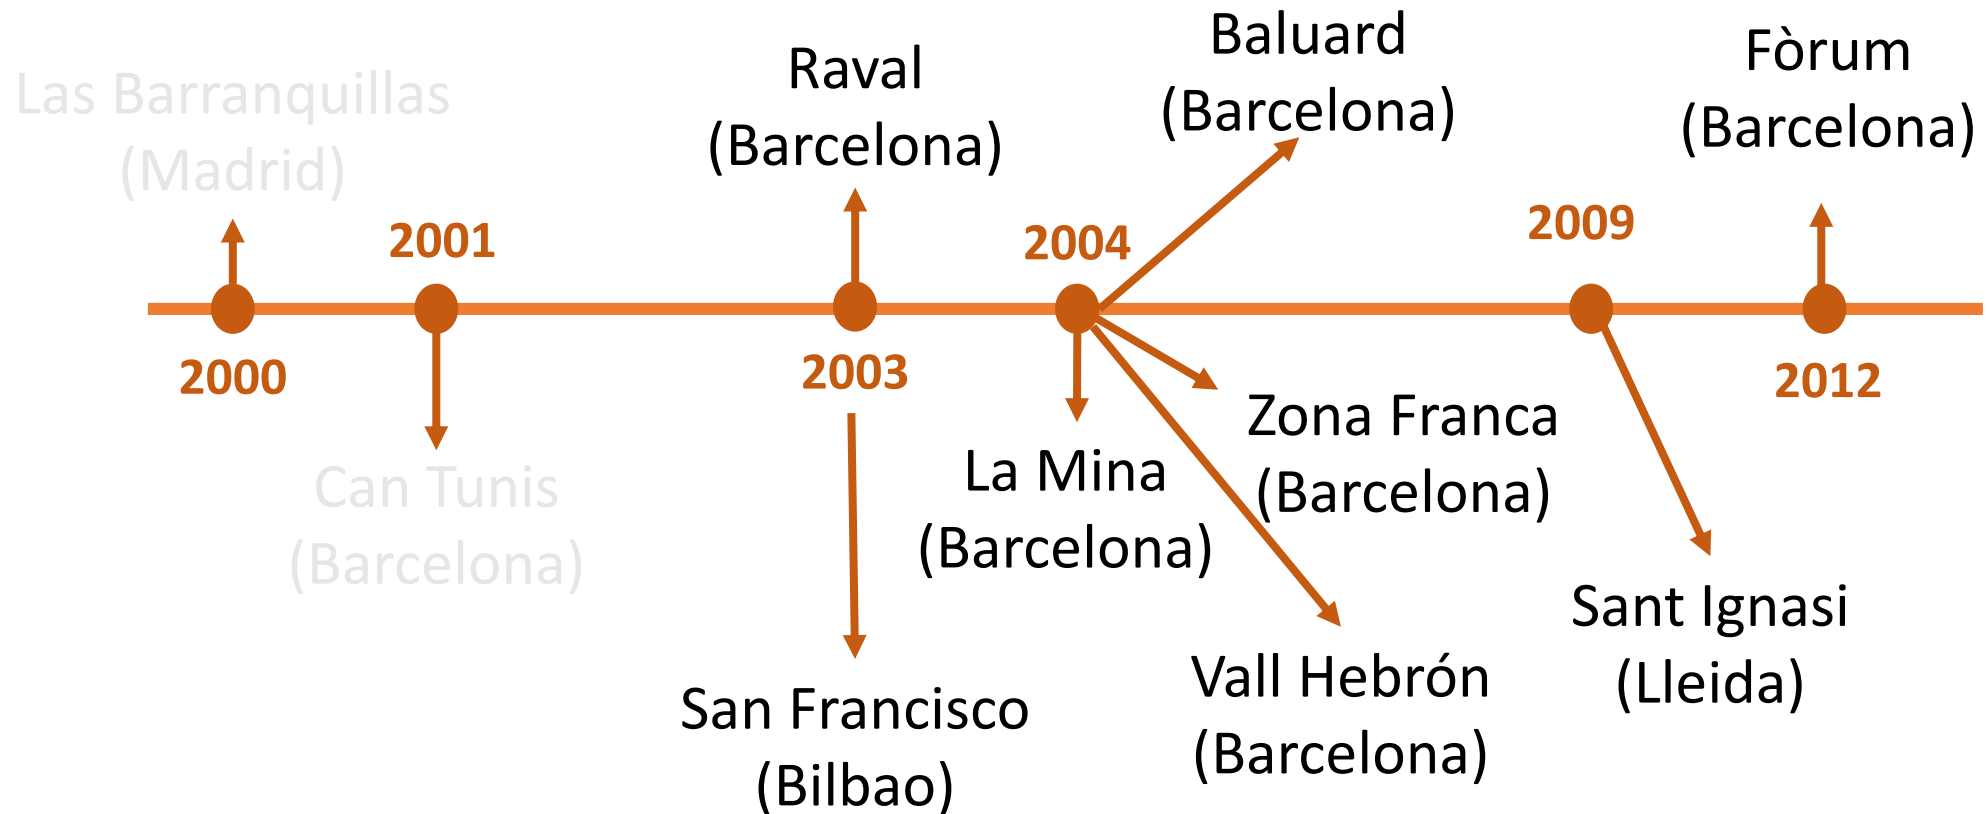 Las Barranquillas
(Madrid)
2000
2001
Can Tunis
(Barcelona)
Raval
(Barcelona)
2003
San Francisco
(Bilbao)
2004
Baluard
(Barcelona)
La Mina
(Barcelona)
Zona Franca
(Barcelona)
Vall Hebrón
(Barcelona)
2009
Sant Ignasi
(Lleida)
Fòrum
(Barcelona)
2012